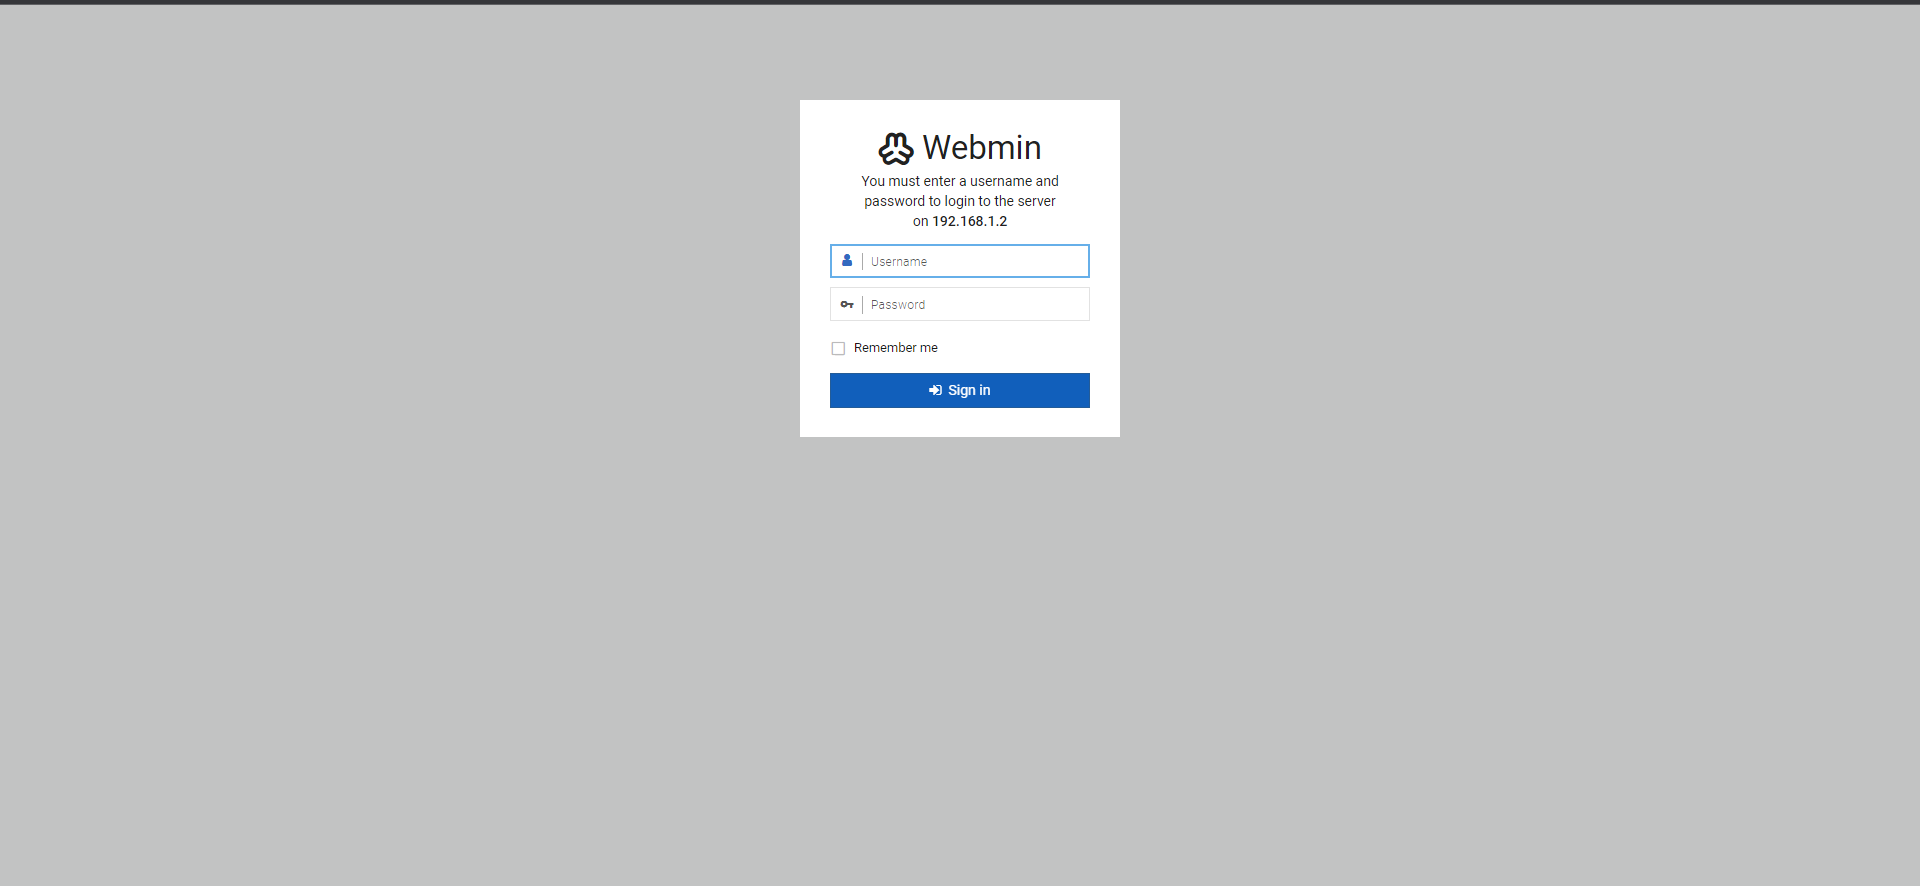 Webmin
You must enter a username and
password to login to the server
on 192.168.1.2
Username
Password
Remember me
Sign in